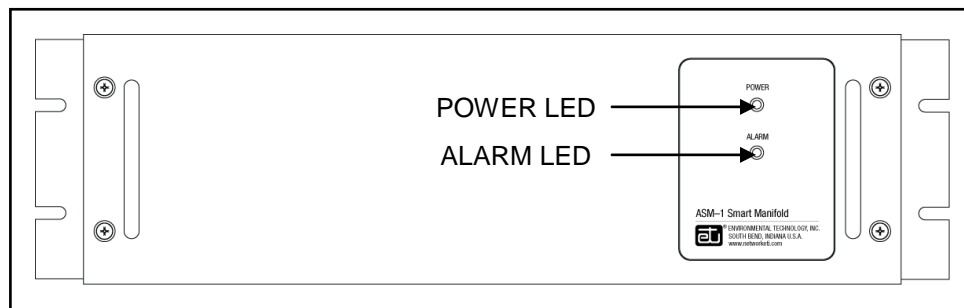 POWER
POWER LED
ALARM
ALARM LED
ASM–1 Smart Manifold
eti ® ENVIRONMENTAL TECHNOLOGY, INC.
SOUTH BEND, INDIANA U.S.A.
www.networketi.com